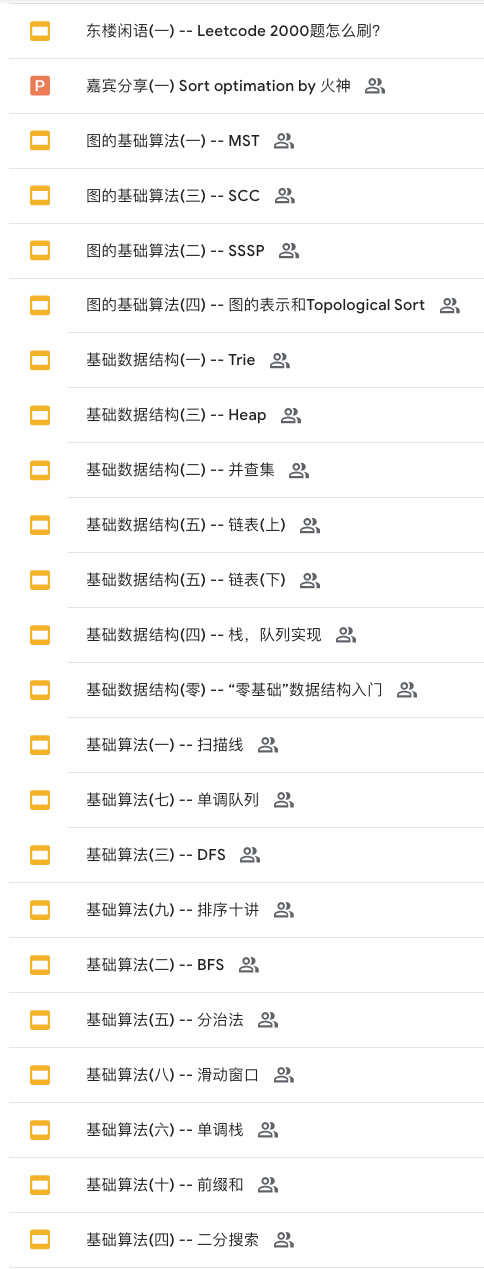 东楼闲语(一) -- Leetcode 2000题怎么刷?
P 嘉宾分享(一) Sort optimation by 火神
图的基础算法(一) -- MST
图的基础算法(三) -- SCC
图的基础算法(二) -- SSSP
图的基础算法(四) -- 图的表示和Topological Sort
基础数据结构(一) -- Trie
基础数据结构(三) -- Heap
基础数据结构(二) -- 并查集
基础数据结构(五) -- 链表(上)
基础数据结构(五) -- 链表(下)
基础数据结构(四) -- 栈，队列实现
基础数据结构(零) -- “零基础”数据结构入门
基础算法(一) -- 扫描线
基础算法(七) -- 单调队列
基础算法(三) -- DFS
基础算法(九) -- 排序十讲
基础算法(二) -- BFS
基础算法(五) -- 分治法
基础算法(八) -- 滑动窗口
基础算法(六) -- 单调栈
基础算法(十) -- 前缀和
基础算法(四) -- 二分搜索